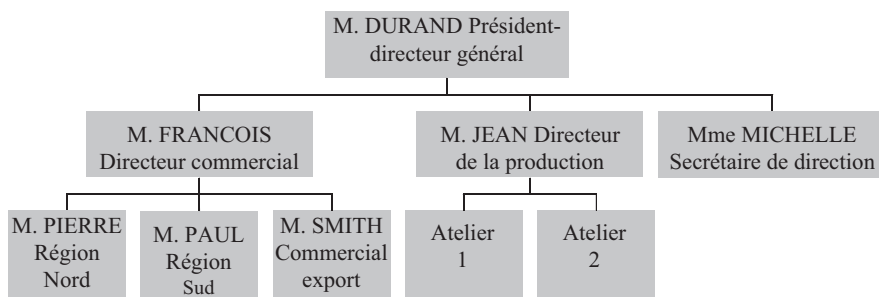 M. DURAND Président-
directeur général
M. FRANCOIS
Directeur commercial
M. JEAN Directeur
de la production
Mme MICHELLE
Secrétaire de direction
M. PIERRE
Région
Nord
M. PAUL
Région
Sud
M. SMITH
Commercial
export
Atelier
1
Atelier
2